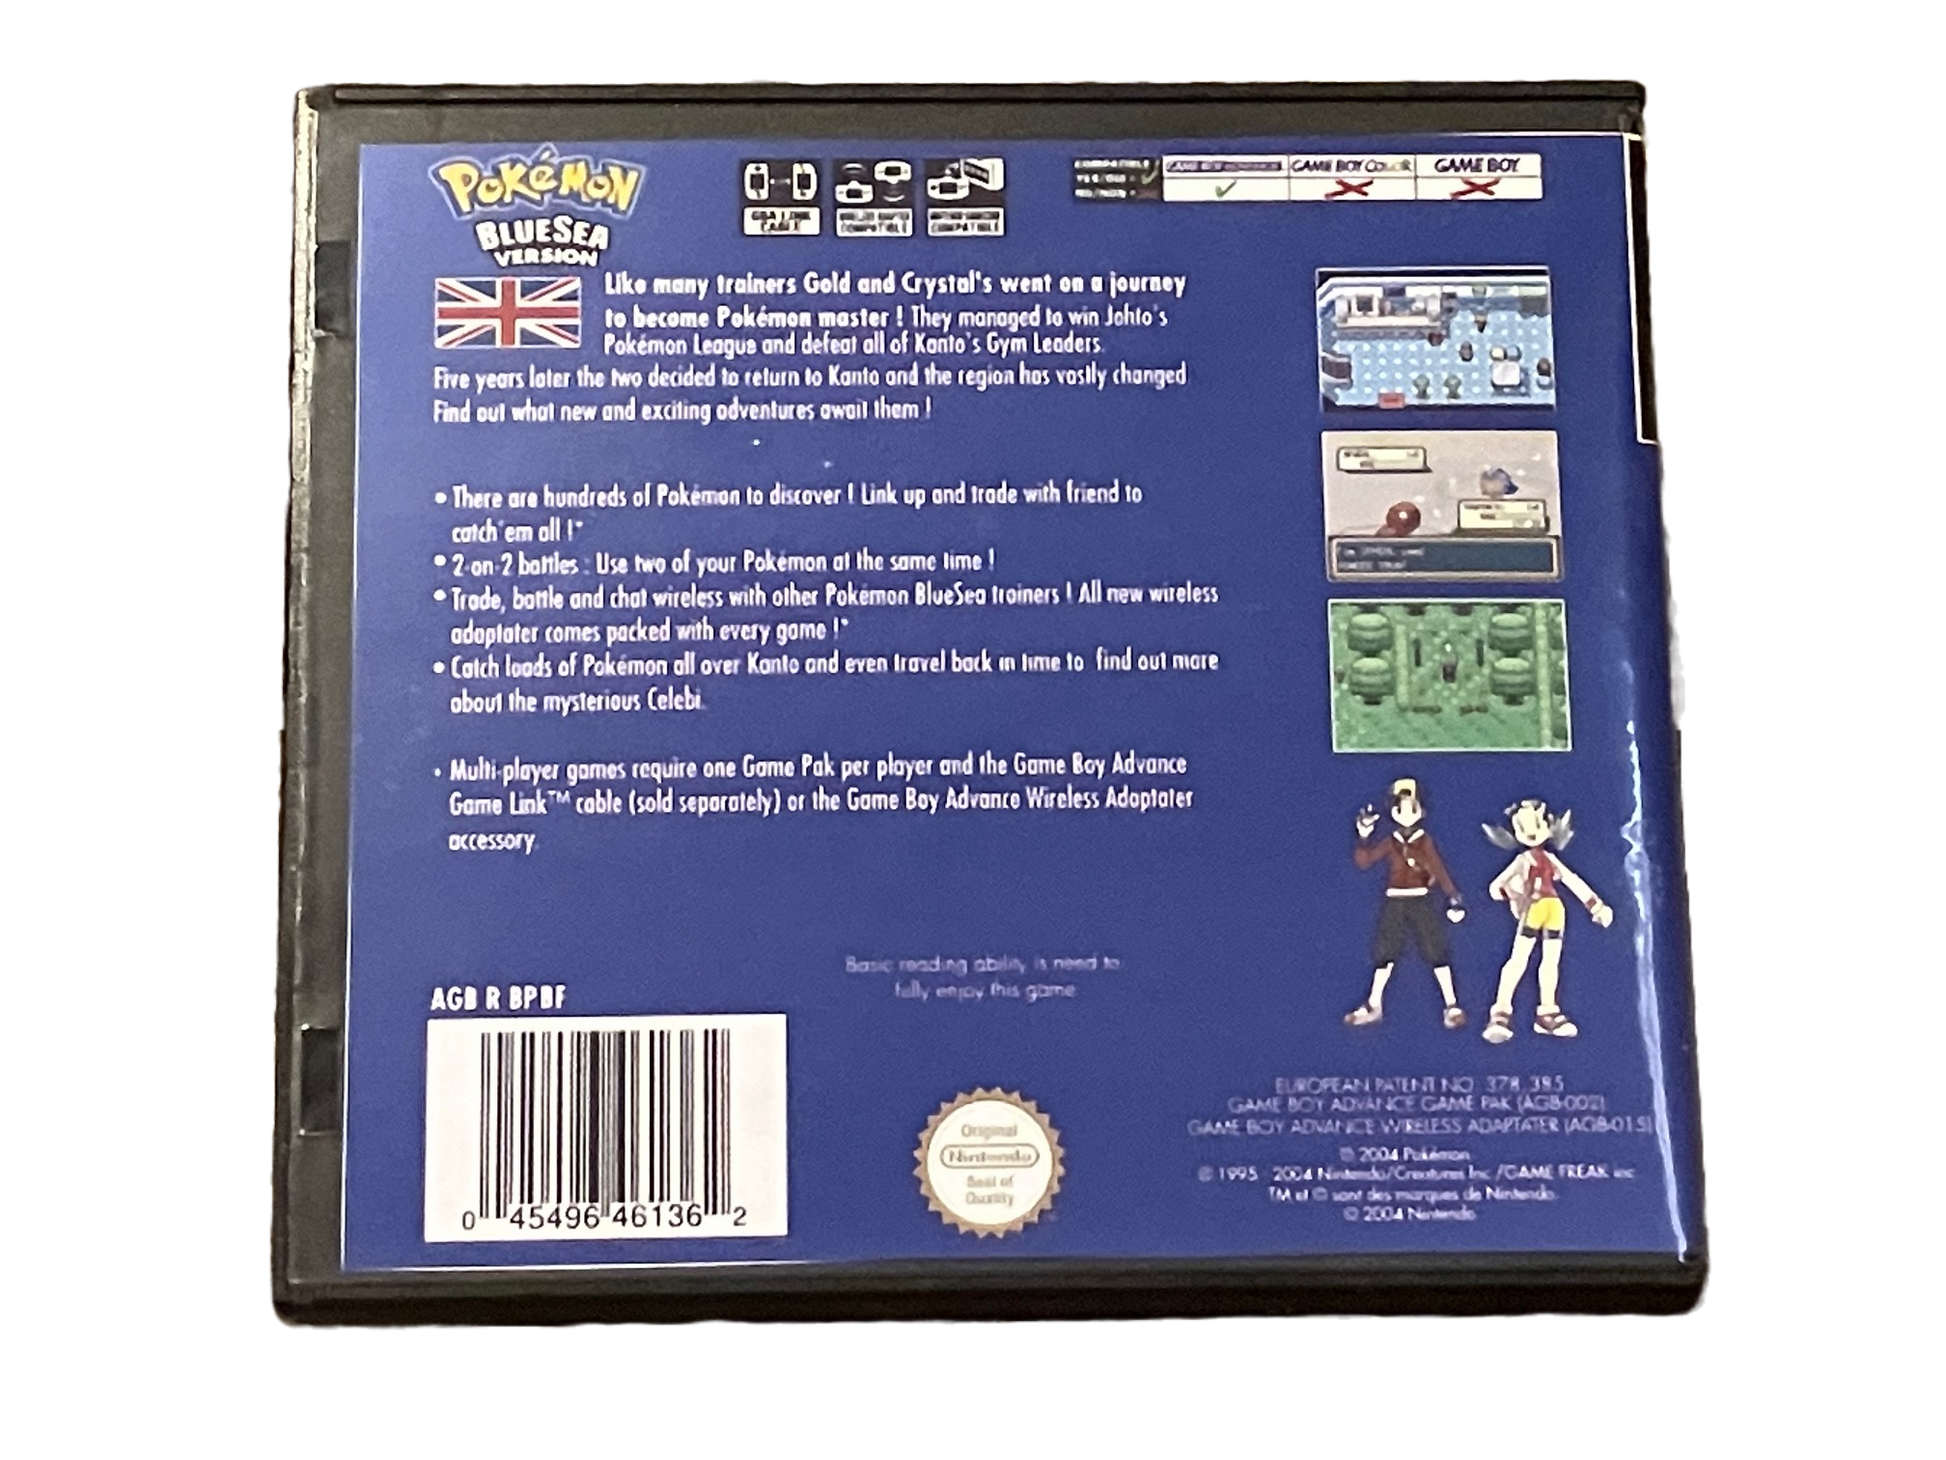 POKÉMON
BLUESEA
VERSION
GBA LINK
CABLE
COMPATIBLE
COMPATIBLE
GAME BOY ADVANCE GAME BOY COLOR GAME BOY
Like many trainers Gold and Crystal's went on a journey
to become Pokémon master ! They managed to win Johto's
Pokémon League and defeat all of Kanto's Gym Leaders.
Five years later the two decided to return to Kanto and the region has vastly changed
Find out what new and exciting adventures await them !
• There are hundreds of Pokémon to discover ! Link up and trade with friend to
catch'em all !*
• 2-on-2 battles : Use two of your Pokémon at the same time !
• Trade, battle and chat wireless with other Pokémon BlueSea trainers ! All new wireless
adaptater comes packed with every game !*
• Catch loads of Pokémon all over Kanto and even travel back in time to find out more
about the mysterious Celebi.
• Multi-player games require one Game Pak per player and the Game Boy Advance
Game Link™ cable (sold separately) or the Game Boy Advance Wireless Adaptater
accessory.
Basic reading ability is need to
fully enjoy this game
AGB R BPBF
0 45496 46136 2
Original
Nintendo
Seal of
Quality
EUROPEAN PATENT NO 378 385
GAME BOY ADVANCE GAME PAK (AGB-002)
GAME BOY ADVANCE WIRELESS ADAPTATER (AGB-015)
© 2004 Pokémon
© 1995 - 2004 Nintendo/Creatures Inc./GAME FREAK inc
TM et © sont des marques de Nintendo.
© 2004 Nintendo